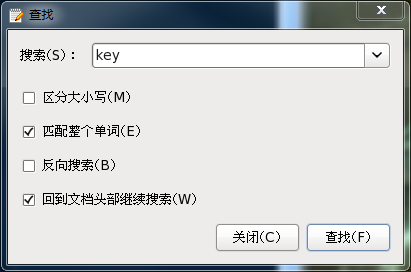 查找
搜索(S)： key
区分大小写(M)
匹配整个单词(E)
反向搜索(B)
回到文档头部继续搜索(W)
关闭(C) 查找(F)